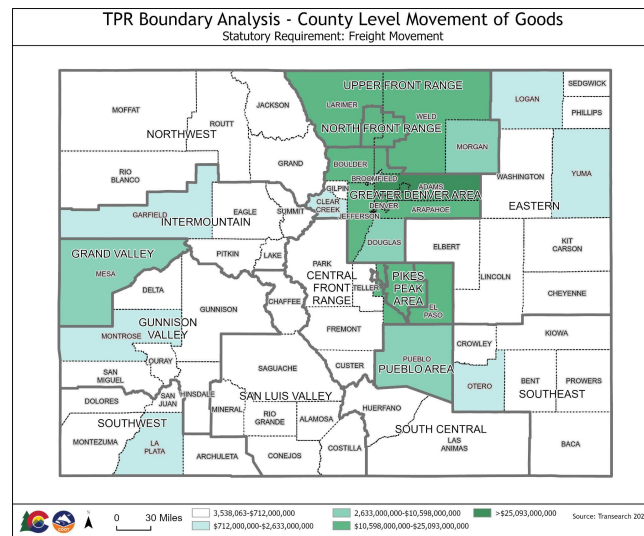 TPR Boundary Analysis - County Level Movement of Goods
Statutory Requirement: Freight Movement
UPPER FRONT RANGE
SEDGWICK
LOGAN
LARIMER
JACKSON
MOFFAT
PHILLIPS
ROUTT
WELD
NORTHWEST
NORTH FRONT RANGE
MORGAN
GRAND
BOULDER
RIO
BLANCO
WASHINGTON
YUMA
BROOMFIELD
GILPIN
ADAMS
GREATER DENVER AREA
CLEAR
CREEK
DENVER
EASTERN
GARFIELD
EAGLE
SUMMIT
JEFFERSON
ARAPAHOE
INTERMOUNTAIN
DOUGLAS
KIT
CARSON
ELBERT
GRAND VALLEY
PITKIN
LAKE
PARK
LINCOLN
MESA
CENTRAL
FRONT
RANGE
TELLER
PIKES
PEAK
AREA
DELTA
CHEYENNE
CHAFFEE
GUNNISON
EL
PASO
GUNNISON
VALLEY
FREMONT
KIOWA
MONTROSE
CROWLEY
PUEBLO
PUEBLO AREA
OURAY
CUSTER
SAGUACHE
SAN
MIGUEL
OTERO
BENT
PROWERS
SOUTHEAST
SAN
JUAN
HINSDALE
DOLORES
SAN LUIS VALLEY
MINERAL
RIO
GRANDE
ALAMOSA
HUERFANO
SOUTHWEST
SOUTH CENTRAL
MONTEZUMA
LA
PLATA
LAS
ANIMAS
BACA
COSTILLA
ARCHULETA
CONEJOS
0 30 Miles
3,538,063-$712,000,000
$712,000,000-$2,633,000,000
2,633,000,000-$10,598,000,000
$10,598,000,000-$25,093,000,000
>$25,093,000,000
Source: Transearch 202